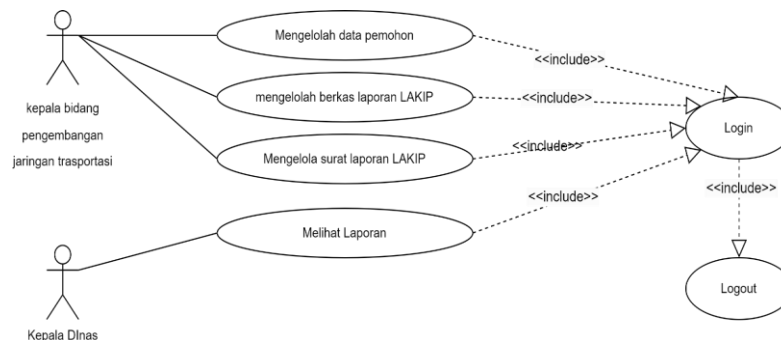 Mengelolah data pemohon
<<include>>
kepala bidang
pengembangan
jaringan trasportasi
mengelolah berkas laporan LAKIP
<<include>>
Login
Mengelola surat laporan LAKIP
<<include>>
<<include>>
<<include>>
Melihat Laporan
Logout
Kepala DInas